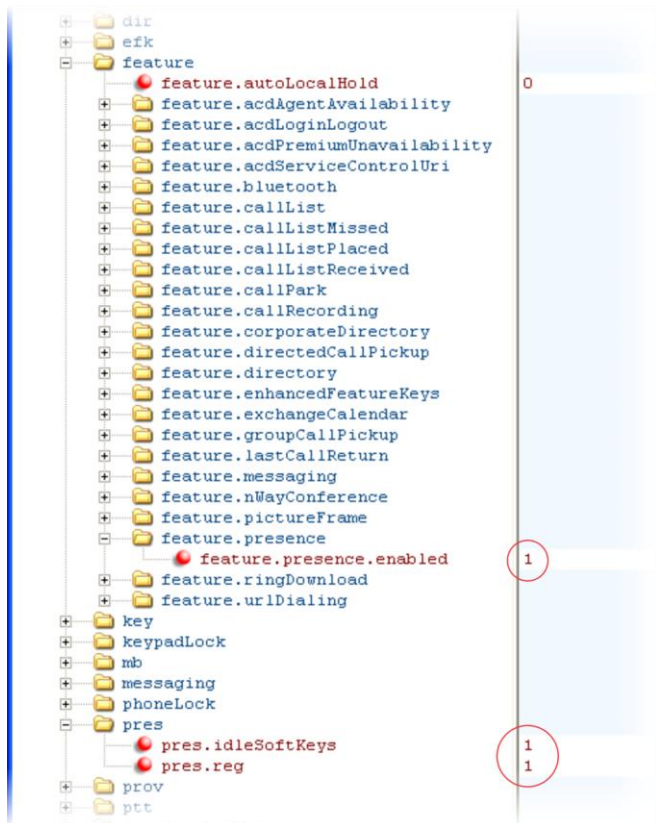 dir
efk
feature
feature.autoLocalHold 0
feature.acdAgentAvailability
feature.acdLoginLogout
feature.acdPremiumUnavailability
feature.acdServiceControlUri
feature.bluetooth
feature.callList
feature.callListMissed
feature.callListPlaced
feature.callListReceived
feature.callPark
feature.callRecording
feature.corporateDirectory
feature.directedCallPickup
feature.directory
feature.enhancedFeatureKeys
feature.exchangeCalendar
feature.groupCallPickup
feature.lastCallReturn
feature.messaging
feature.nWayConference
feature.pictureFrame
feature.presence
feature.presence.enabled 1
feature.ringDownload
feature.urlDialing
key
keypadLock
mb
messaging
phoneLock
pres
pres.idleSoftKeys 1
pres.reg 1
prov
ptt